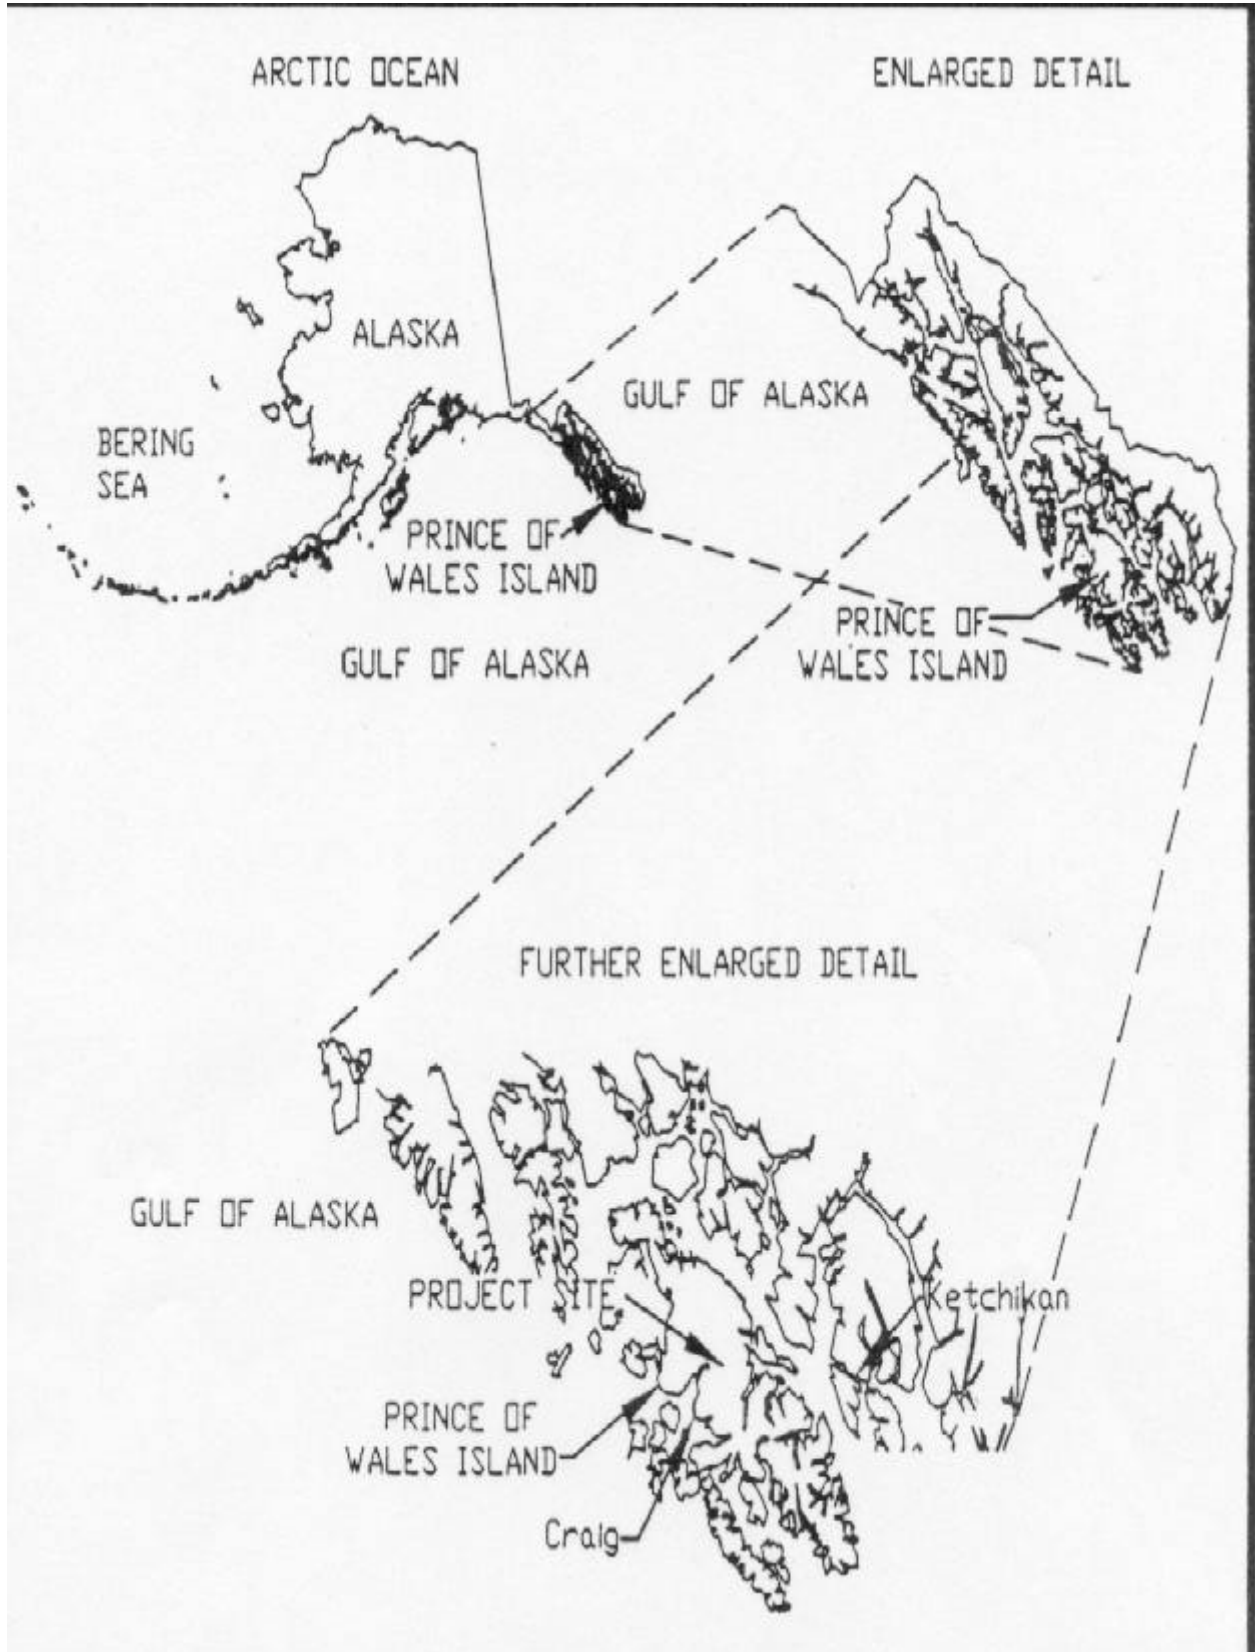 ARCTIC OCEAN
ENLARGED DETAIL
ALASKA
GULF OF ALASKA
BERING
SEA
PRINCE OF
WALES ISLAND
PRINCE OF
WALES ISLAND
GULF OF ALASKA
FURTHER ENLARGED DETAIL
GULF OF ALASKA
PROJECT SITE
Ketchikan
PRINCE OF
WALES ISLAND
Craig